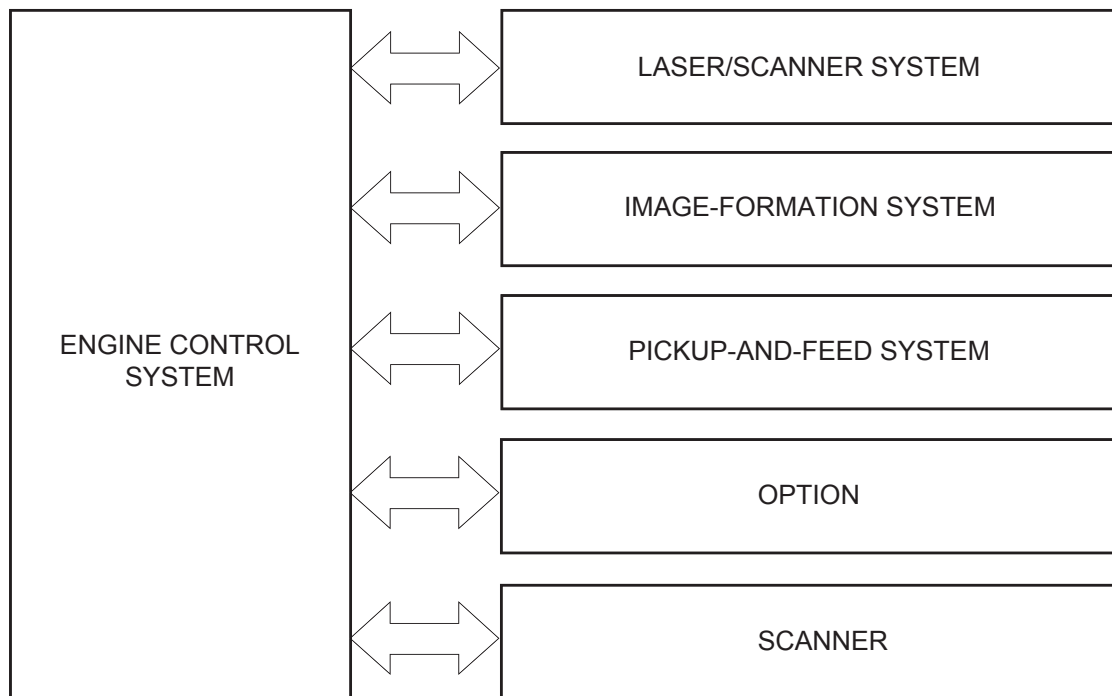 LASER/SCANNER SYSTEM
IMAGE-FORMATION SYSTEM
ENGINE CONTROL
SYSTEM
PICKUP-AND-FEED SYSTEM
OPTION
SCANNER